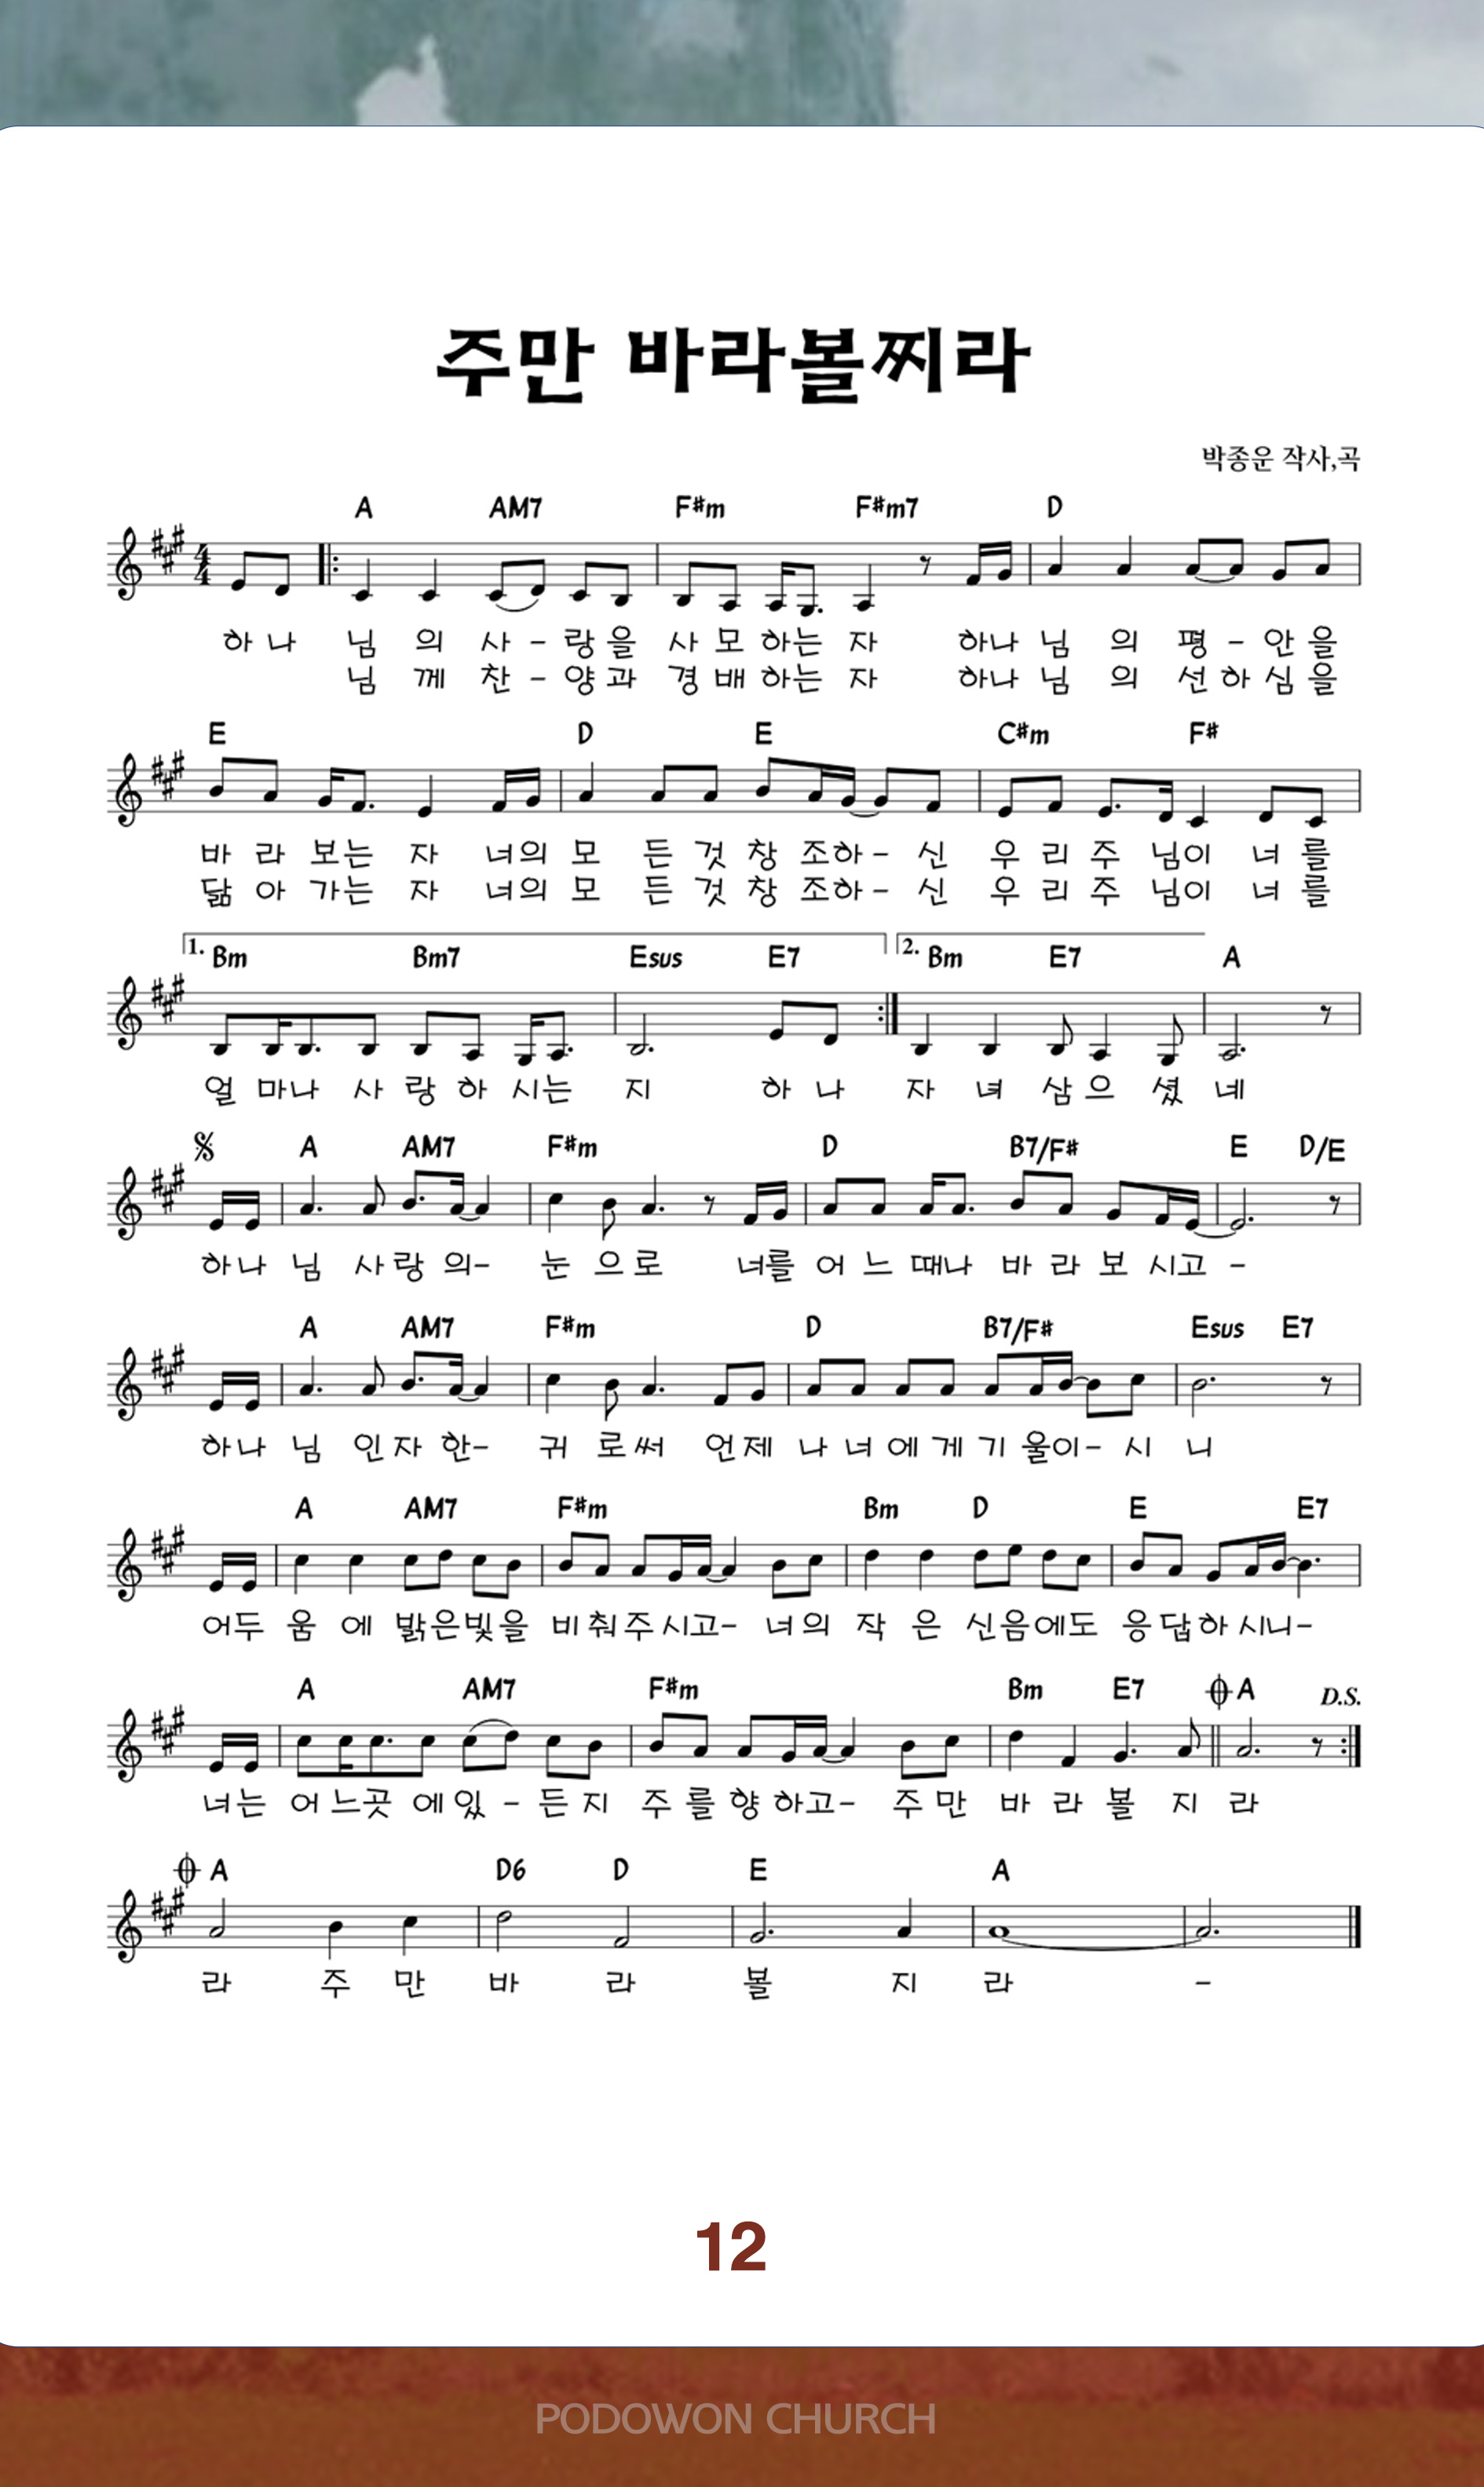 주만 바라볼찌라
박종운 작사,곡
A AM7 F#m F#m7 D
하 나 님 의 사 - 랑 을 사 모 하는 자 하나 님 의 평 - 안 을
님 께 찬 - 양 과 경 배 하는 자 하나 님 의 선 하 심 을
E D E C#m F#
바 라 보는 자 너의 모 든 것 창 조하 - 신 우 리 주 님이 너 를
닮 아 가는 자 너의 모 든 것 창 조하 - 신 우 리 주 님이 너 를
1. Bm Bm7 Esus E7 2. Bm E7 A
얼 마나 사 랑 하 시는 지 하 나 자 녀 삼 으 셨 네
A AM7 F#m D B7/F# E D/E
하나 님 사 랑 의- 눈 으 로 너를 어 느 때나 바 라 보 시고 -
A AM7 F#m D B7/F# Esus E7
하나 님 인 자 한- 귀 로 써 언 제 나 너 에 게 기 울이 - 시 니
A AM7 F#m Bm D E E7
어두 움 에 밝은빛을 비 춰 주 시고- 너 의 작 은 신음에도 응 답 하 시니-
A AM7 F#m Bm E7 A D.S.
너는 어 느곳 에 있 - 든 지 주 를 향 하고- 주 만 바 라 볼 지 라
A D6 D E A
라 주 만 바 라 볼 지 라 -
12
PODOWON CHURCH